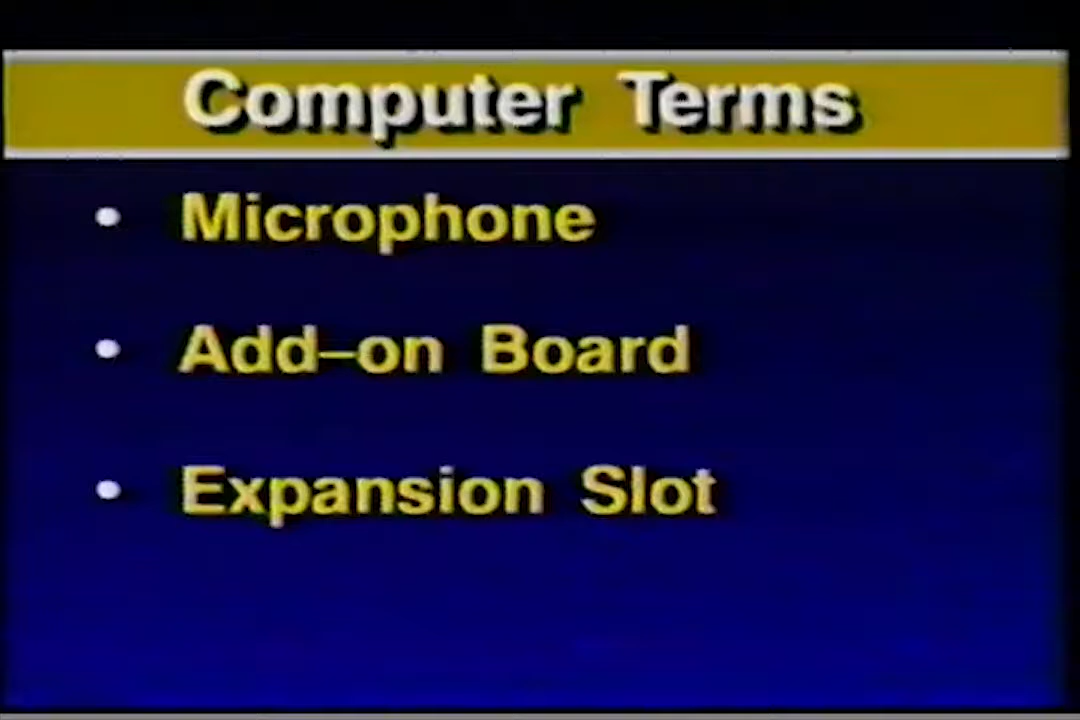 Computer Terms
• Microphone
• Add–on Board
• Expansion Slot